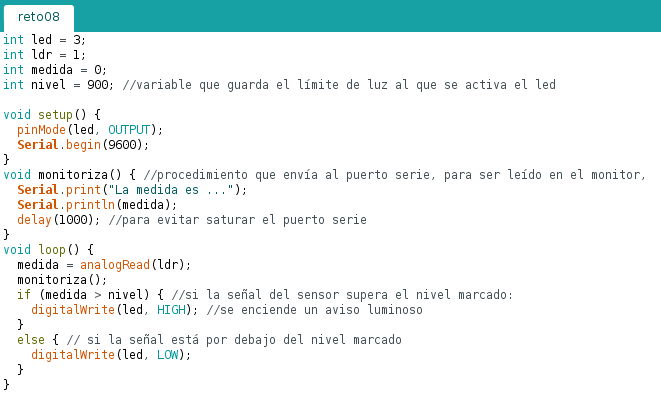 reto08
int led = 3;
int ldr = 1;
int medida = 0;
int nivel = 900; //variable que guarda el límite de luz al que se activa el led
void setup() {
pinMode(led, OUTPUT);
Serial.begin(9600);
}
void monitoriza() { //procedimiento que envía al puerto serie, para ser leído en el monitor,
Serial.print("La medida es ...");
Serial.println(medida);
delay(1000); //para evitar saturar el puerto serie
}
void loop() {
medida = analogRead(ldr);
monitoriza();
if (medida > nivel) { //si la señal del sensor supera el nivel marcado:
digitalWrite(led, HIGH); //se enciende un aviso luminoso
}
else { // si la señal está por debajo del nivel marcado
digitalWrite(led, LOW);
}
}